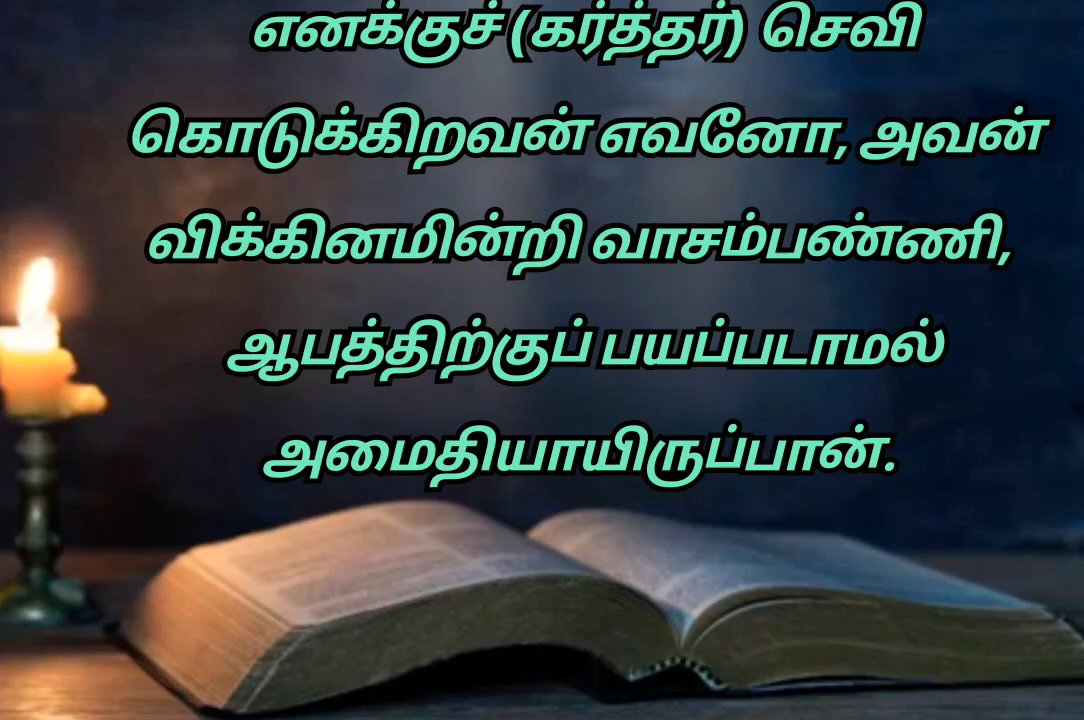 எனக்குச் (கர்த்தர்) செவி
கொடுக்கிறவன் எவனோ, அவன்
விக்கினமின்றி வாசம்பண்ணி,
ஆபத்திற்குப் பயப்படாமல்
அமைதியாயிருப்பான்.